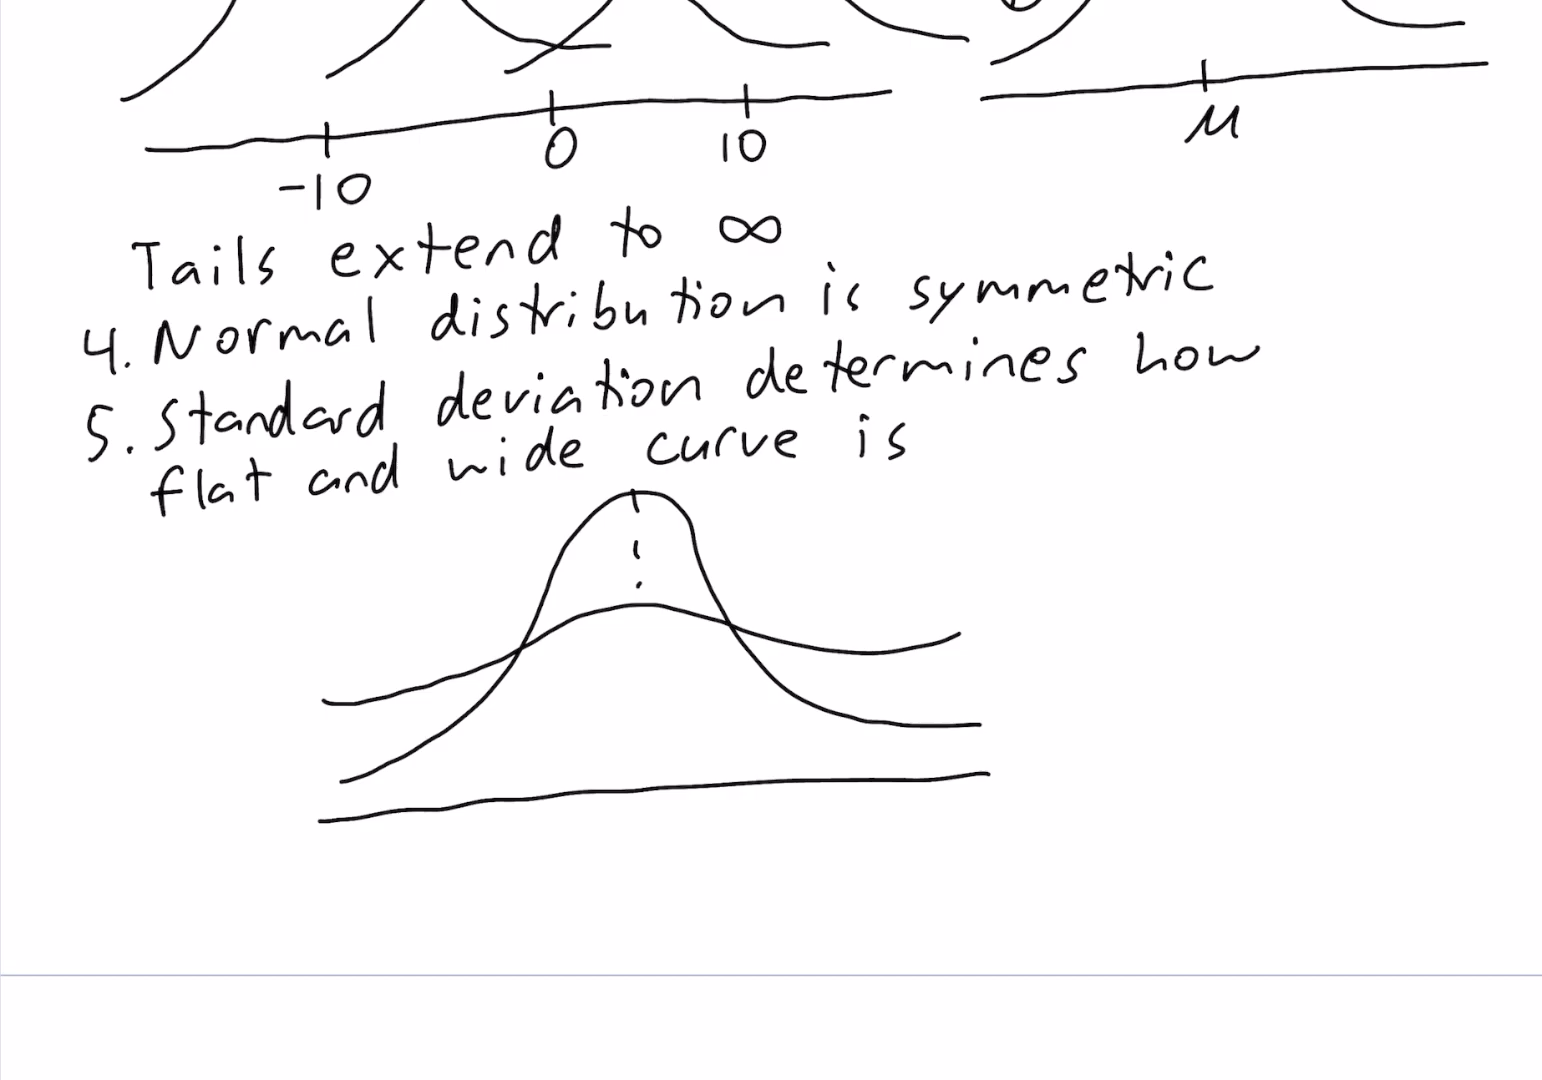 0 10 μ
-10
Tails extend to ∞
4. Normal distribution is symmetric
5. Standard deviation determines how
flat and wide curve is